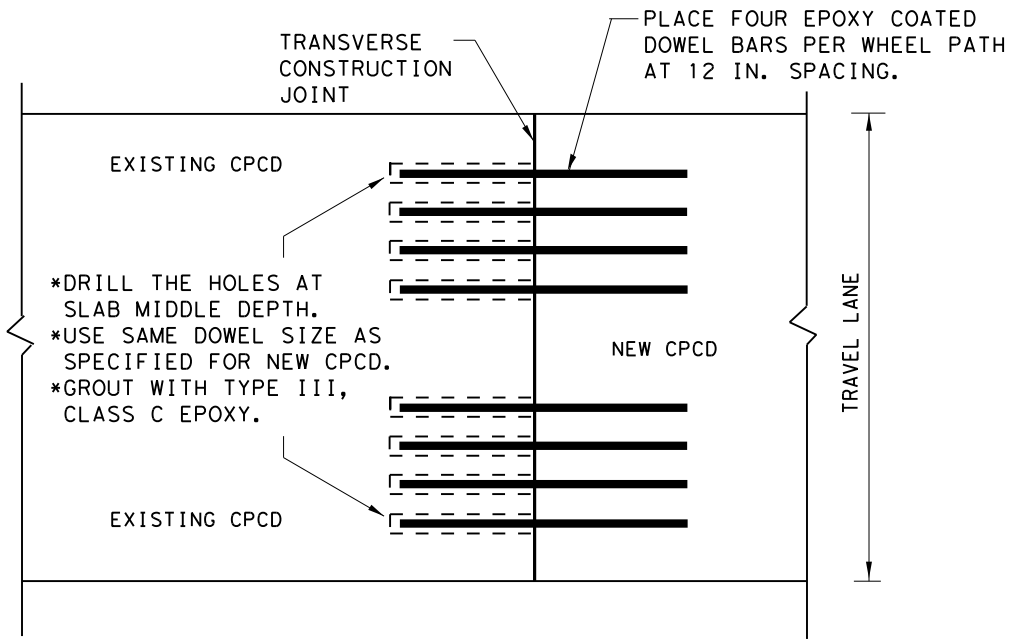 PLACE FOUR EPOXY COATED
DOWEL BARS PER WHEEL PATH
AT 12 IN. SPACING.
TRANSVERSE
CONSTRUCTION
JOINT
EXISTING CPCD
*DRILL THE HOLES AT
SLAB MIDDLE DEPTH.
*USE SAME DOWEL SIZE AS
SPECIFIED FOR NEW CPCD.
*GROUT WITH TYPE III,
CLASS C EPOXY.
NEW CPCD
TRAVEL LANE
EXISTING CPCD